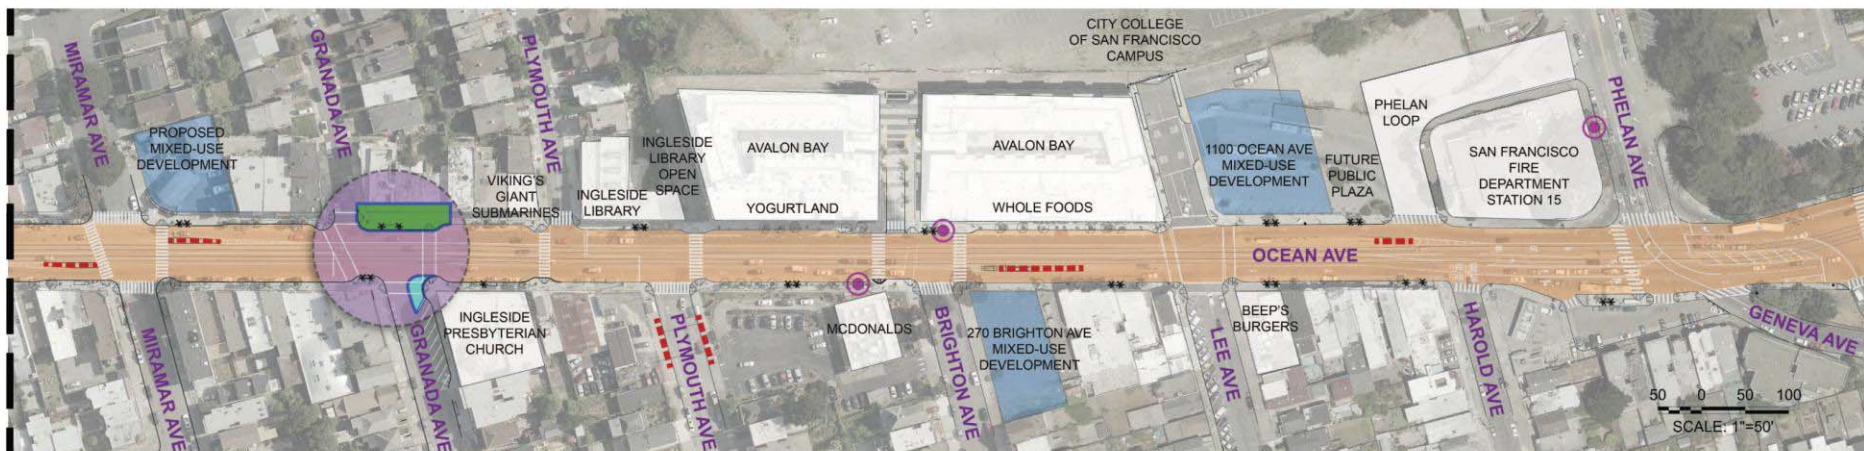 CITY COLLEGE
OF SAN FRANCISCO
CAMPUS
MIRAMAR AVE
GRANADA AVE
PLYMOUTH AVE
PHELAN AVE
PROPOSED
MIXED-USE
DEVELOPMENT
VIKING'S
GIANT
SUBMARINES
INGLESIDE
LIBRARY
INGLESIDE
LIBRARY
OPEN
SPACE
AVALON BAY
YOGURTLAND
AVALON BAY
WHOLE FOODS
1100 OCEAN AVE
MIXED-USE
DEVELOPMENT
FUTURE
PUBLIC
PLAZA
PHELAN
LOOP
SAN FRANCISCO
FIRE
DEPARTMENT
STATION 15
OCEAN AVE
MIRAMAR AVE
GRANADA AVE
INGLESIDE
PRESBYTERIAN
CHURCH
PLYMOUTH AVE
MCDONALDS
BRIGHTON AVE
270 BRIGHTON AVE
MIXED-USE
DEVELOPMENT
LEE AVE
BEEP'S
BURGERS
HAROLD AVE
GENEVA AVE
50 0 50 100
SCALE: 1"=50'